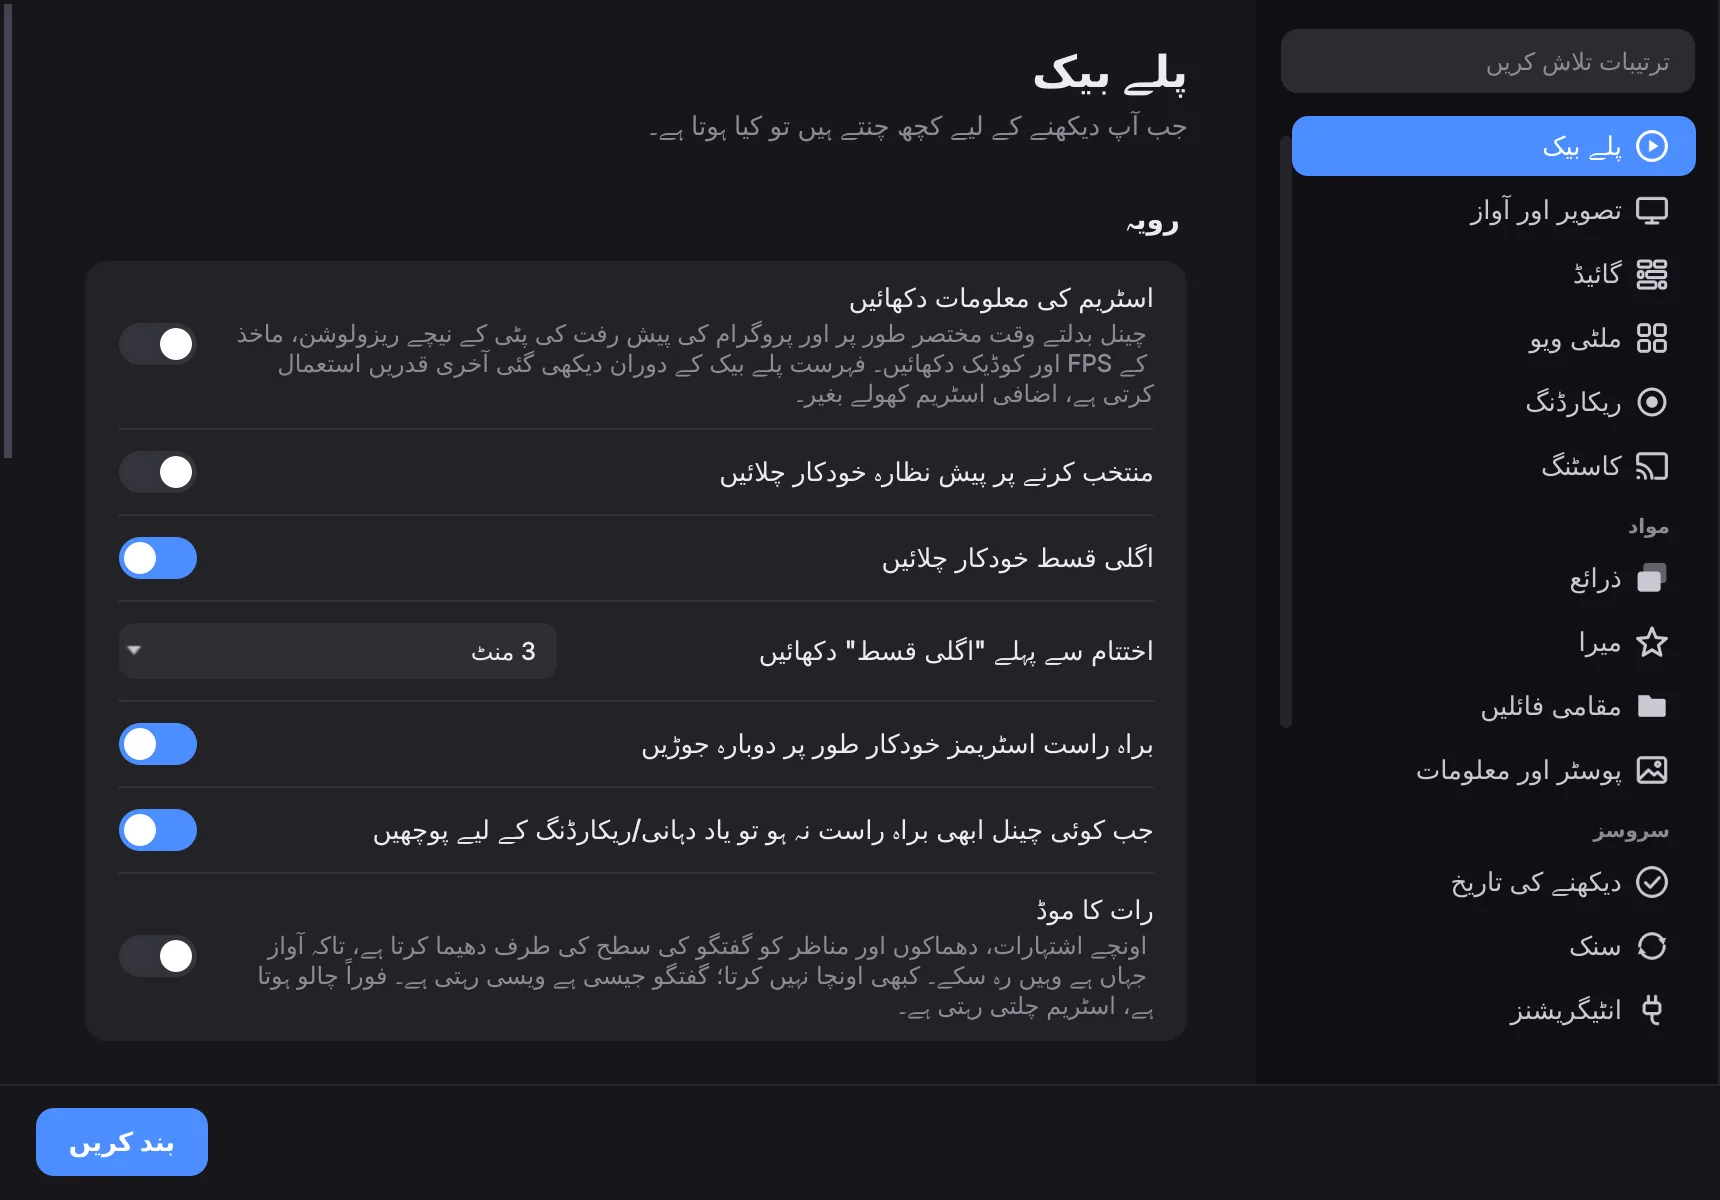 ترتیبات تلاش کریں
پلے بیک
تصویر اور آواز
گائیڈ
ملٹی ویو
ریکارڈنگ
کاسٹنگ
مواد
ذرائع
میرا
مقامی فائلیں
پوسٹر اور معلومات
سروسز
دیکھنے کی تاریخ
سنک
انٹیگریشنز
پلے بیک
جب آپ دیکھنے کے لیے کچھ چنتے ہیں تو کیا ہوتا ہے۔
رویہ
اسٹریم کی معلومات دکھائیں
چینل بدلتے وقت مختصر طور پر اور پروگرام کی پیش رفت کی پٹی کے نیچے ریزولوشن، ماخذ
کے FPS اور کوڈیک دکھائیں۔ فہرست پلے بیک کے دوران دیکھی گئی آخری قدریں استعمال
کرتی ہے، اضافی اسٹریم کھولے بغیر۔
منتخب کرنے پر پیش نظارہ خودکار چلائیں
اگلی قسط خودکار چلائیں
اختتام سے پہلے "اگلی قسط" دکھائیں
3 منٹ
براہ راست اسٹریمز خودکار طور پر دوبارہ جوڑیں
جب کوئی چینل ابھی براہ راست نہ ہو تو یاد دہانی/ریکارڈنگ کے لیے پوچھیں
رات کا موڈ
اونچے اشتہارات، دھماکوں اور مناظر کو گفتگو کی سطح کی طرف دھیما کرتا ہے، تاکہ آواز
جہاں ہے وہیں رہ سکے۔ کبھی اونچا نہیں کرتا؛ گفتگو جیسی ہے ویسی رہتی ہے۔ فوراً چالو ہوتا
ہے، اسٹریم چلتی رہتی ہے۔
بند کریں